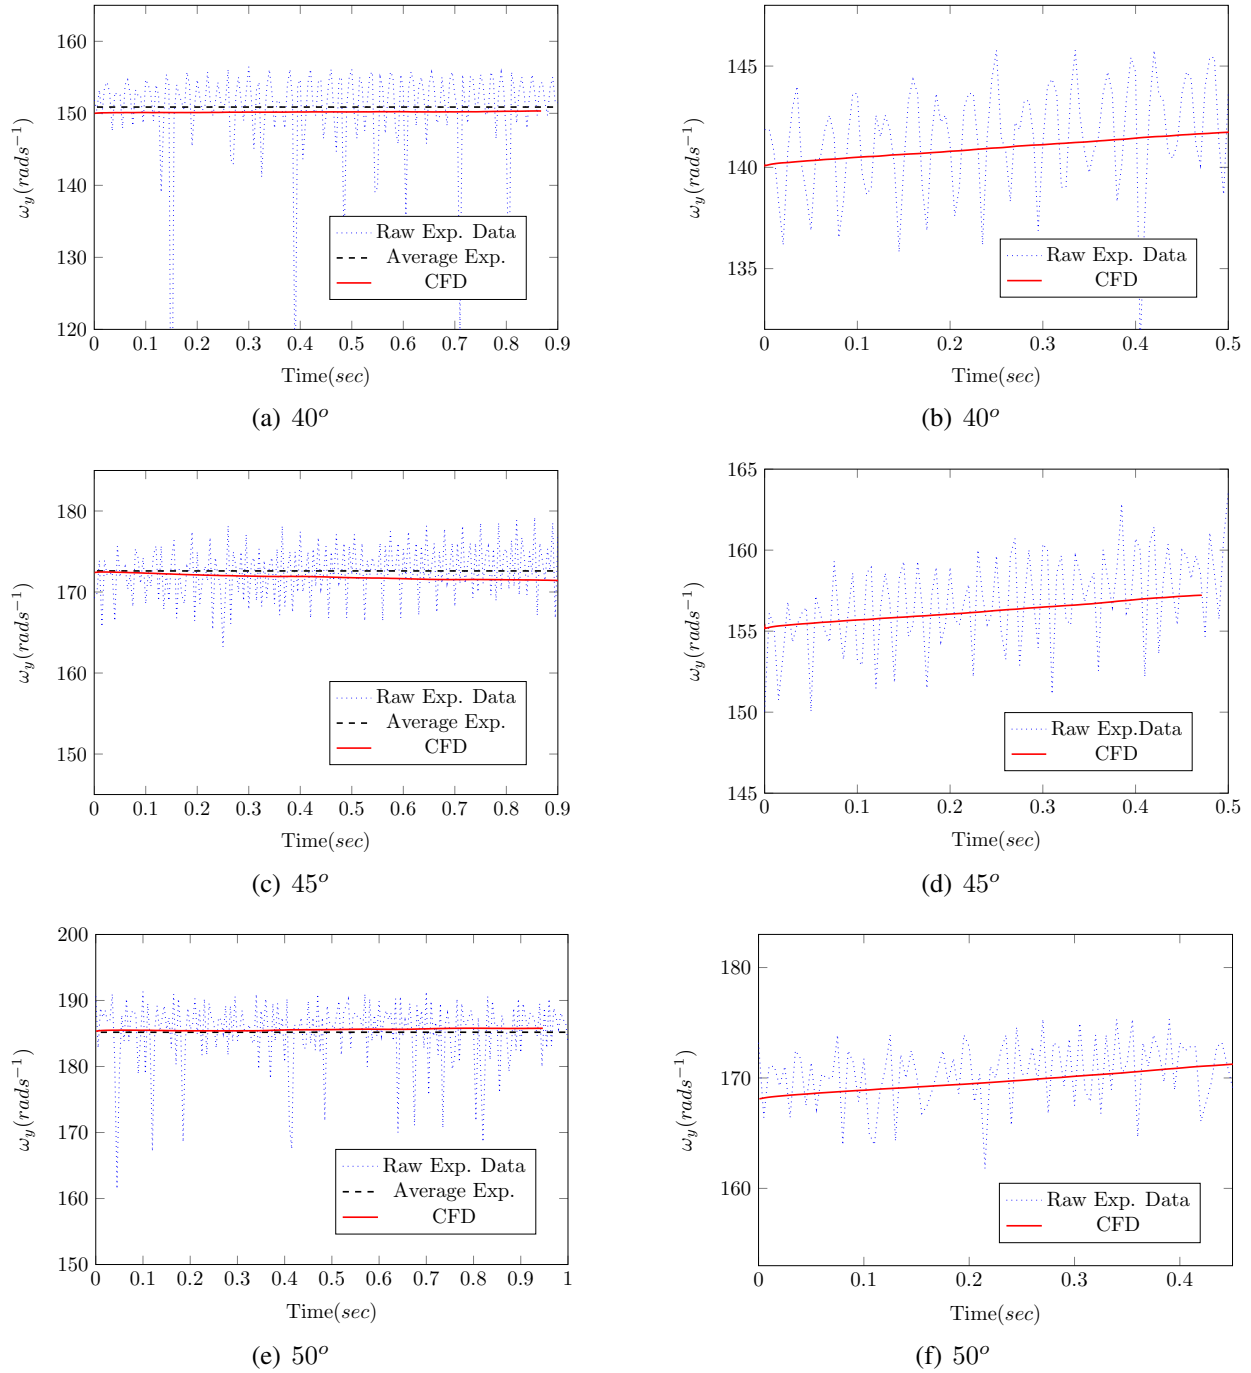 160
150
140
130
120
0 0.1 0.2 0.3 0.4 0.5 0.6 0.7 0.8 0.9
ω_y(rads⁻¹)
Time(sec)
Raw Exp. Data
Average Exp.
CFD
(a) 40°
145
140
135
0 0.1 0.2 0.3 0.4 0.5
ω_y(rads⁻¹)
Time(sec)
Raw Exp. Data
CFD
(b) 40°
180
170
160
150
0 0.1 0.2 0.3 0.4 0.5 0.6 0.7 0.8 0.9
ω_y(rads⁻¹)
Time(sec)
Raw Exp. Data
Average Exp.
CFD
(c) 45°
165
160
155
150
145
0 0.1 0.2 0.3 0.4 0.5
ω_y(rads⁻¹)
Time(sec)
Raw Exp.Data
CFD
(d) 45°
200
190
180
170
160
150
0 0.1 0.2 0.3 0.4 0.5 0.6 0.7 0.8 0.9 1
ω_y(rads⁻¹)
Time(sec)
Raw Exp. Data
Average Exp.
CFD
(e) 50°
180
170
160
0 0.1 0.2 0.3 0.4
ω_y(rads⁻¹)
Time(sec)
Raw Exp. Data
CFD
(f) 50°